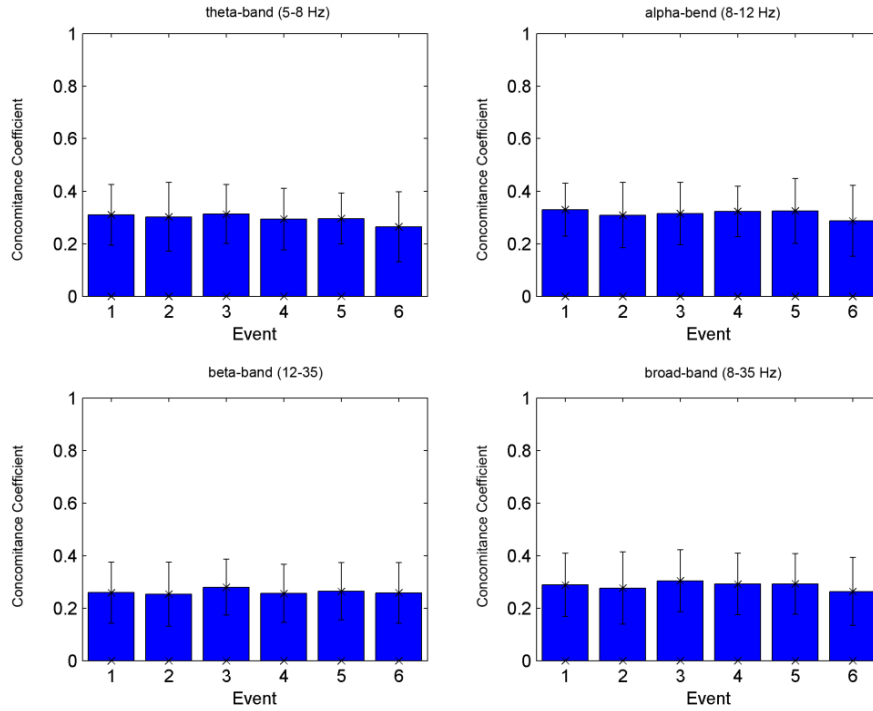 theta-band (5-8 Hz)
1
0.8
0.6
0.4
0.2
0
Concomitance Coefficient
1 2 3 4 5 6
Event
alpha-bend (8-12 Hz)
1
0.8
0.6
0.4
0.2
0
Concomitance Coefficient
1 2 3 4 5 6
Event
beta-band (12-35)
1
0.8
0.6
0.4
0.2
0
Concomitance Coefficient
1 2 3 4 5 6
Event
broad-band (8-35 Hz)
1
0.8
0.6
0.4
0.2
0
Concomitance Coefficient
1 2 3 4 5 6
Event